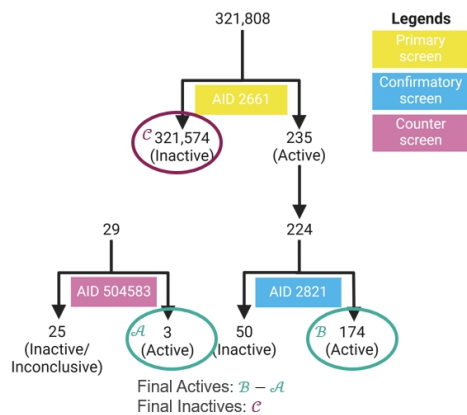 321,808
Legends
Primary
screen
Confirmatory
screen
Counter
screen
AID 2661
𝒞 321,574
(Inactive)
235
(Active)
29
224
AID 504583
AID 2821
25
(Inactive/
Inconclusive)
𝒜 3
(Active)
50
(Inactive)
ℬ 174
(Active)
Final Actives: ℬ − 𝒜
Final Inactives: 𝒞